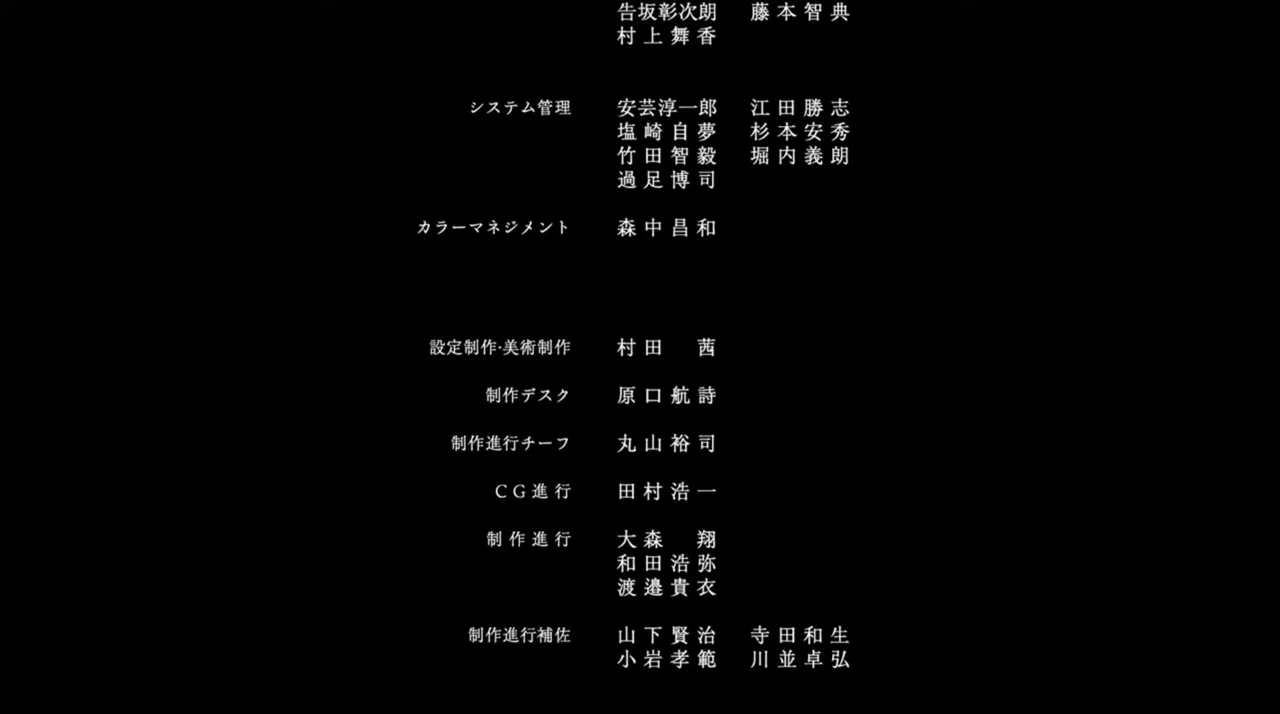 告坂彰次朗 藤本智典
村上舞香
システム管理 安芸淳一郎 江田勝志
塩崎自夢 杉本安秀
竹田智毅 堀内義朗
過足博司
カラーマネジメント 森中昌和
設定制作・美術制作 村田 茜
制作デスク 原口航詩
制作進行チーフ 丸山裕司
CG進行 田村浩一
制作進行 大森 翔
和田浩弥
渡邉貴衣
制作進行補佐 山下賢治 寺田和生
小岩孝範 川並卓弘